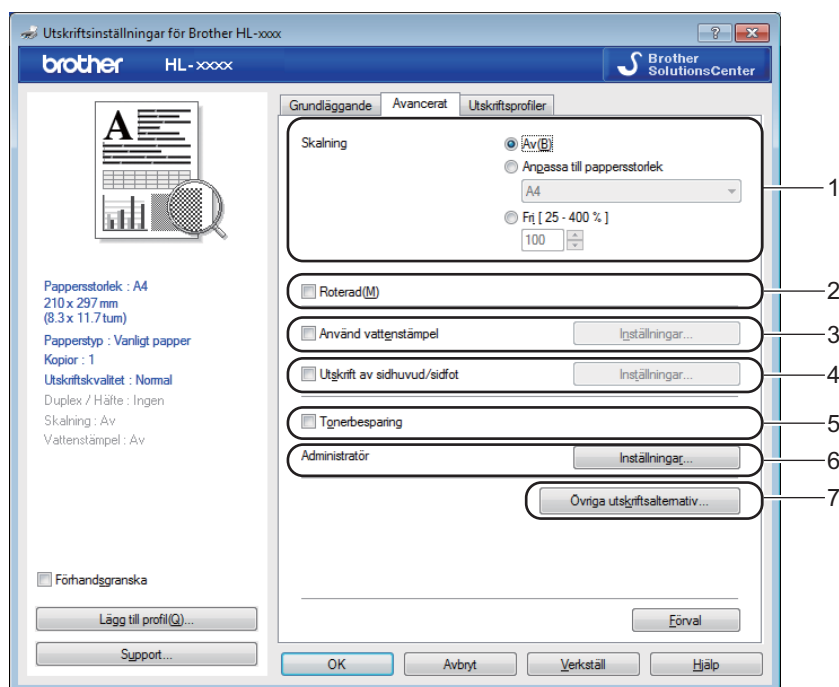 Utskriftsinställningar för Brother HL-xxxx
brother HL-xxxx
Brother
SolutionsCenter
Grundläggande Avancerat Utskriftsprofiler
A
Skalning
Av(B)
Anpassa till pappersstorlek
A4
Fri [ 25 - 400 % ]
100
1
Roterad(M)
2
Använd vattenstämpel Inställningar...
3
Utskrift av sidhuvud/sidfot Inställningar...
4
Tonerbesparing
5
Administratör Inställningar...
6
Övriga utskriftsalternativ...
7
Pappersstorlek : A4
210 x 297 mm
(8.3 x 11.7 tum)
Papperstyp : Vanligt papper
Kopior : 1
Utskriftskvalitet : Normal
Duplex / Häfte : Ingen
Skalning : Av
Vattenstämpel : Av
Förhandsgranska
Lägg till profil(Q)...
Support...
Förval
OK Avbryt Verkställ Hjälp